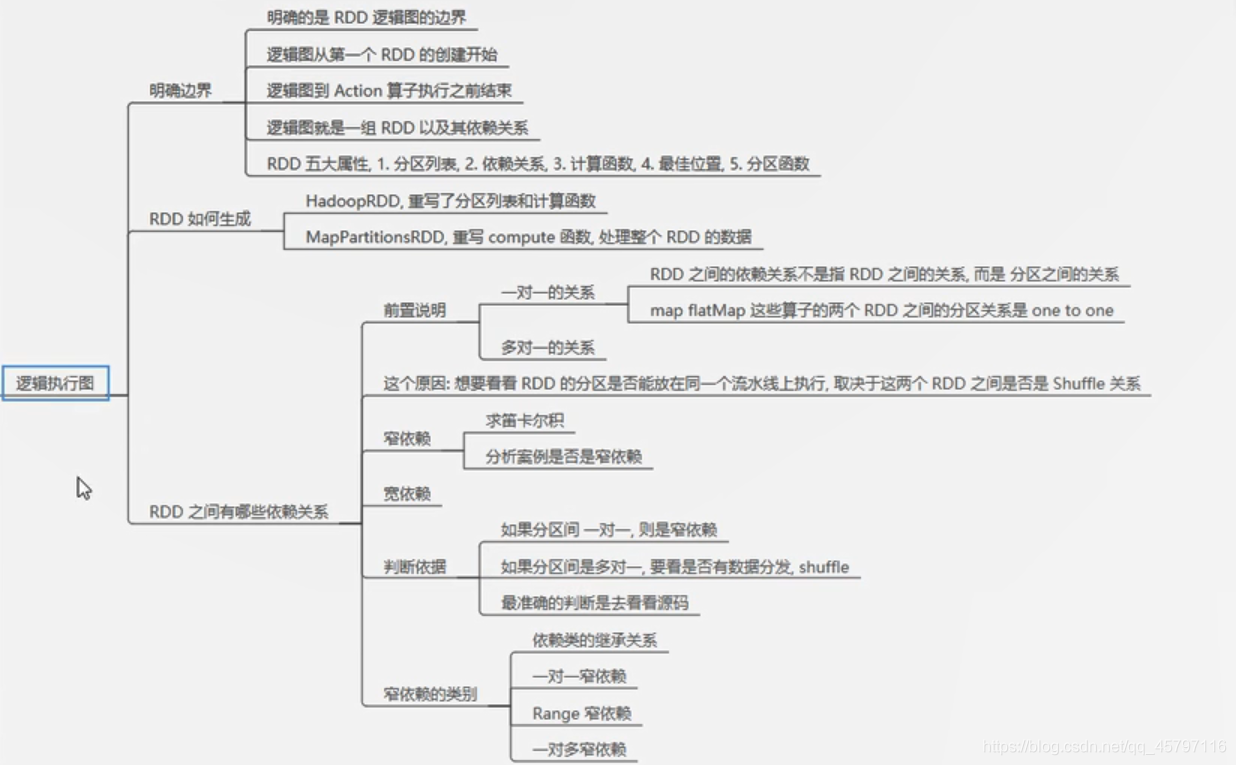 明确的是 RDD 逻辑图的边界
逻辑图从第一个 RDD 的创建开始
明确边界
逻辑图到 Action 算子执行之前结束
逻辑图就是一组 RDD 以及其依赖关系
RDD 五大属性, 1. 分区列表, 2. 依赖关系, 3. 计算函数, 4. 最佳位置, 5. 分区函数
HadoopRDD, 重写了分区列表和计算函数
RDD 如何生成
MapPartitionsRDD, 重写 compute 函数, 处理整个 RDD 的数据
RDD 之间的依赖关系不是指 RDD 之间的关系, 而是 分区之间的关系
一对一的关系
前置说明
map flatMap 这些算子的两个 RDD 之间的分区关系是 one to one
多对一的关系
逻辑执行图
这个原因: 想要看看 RDD 的分区是否能放在同一个流水线上执行, 取决于这两个 RDD 之间是否是 Shuffle 关系
求笛卡尔积
窄依赖
分析案例是否是窄依赖
宽依赖
RDD 之间有哪些依赖关系
如果分区间 一对一, 则是窄依赖
判断依据
如果分区间是多对一, 要看是否有数据分发, shuffle
最准确的判断是去看看源码
依赖类的继承关系
一对一窄依赖
窄依赖的类别
Range 窄依赖
一对多窄依赖
https://blog.csdn.net/qq_45797116